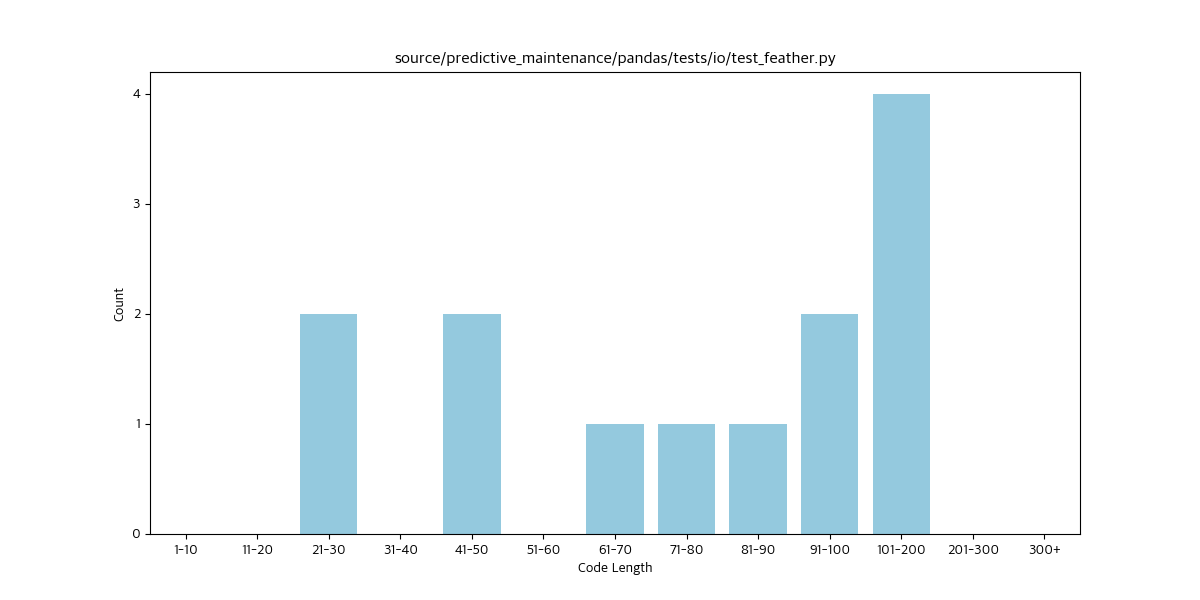 source/predictive_maintenance/pandas/tests/io/test_feather.py
4
3
2
1
0
Count
1-10 11-20 21-30 31-40 41-50 51-60 61-70 71-80 81-90 91-100 101-200 201-300 300+
Code Length